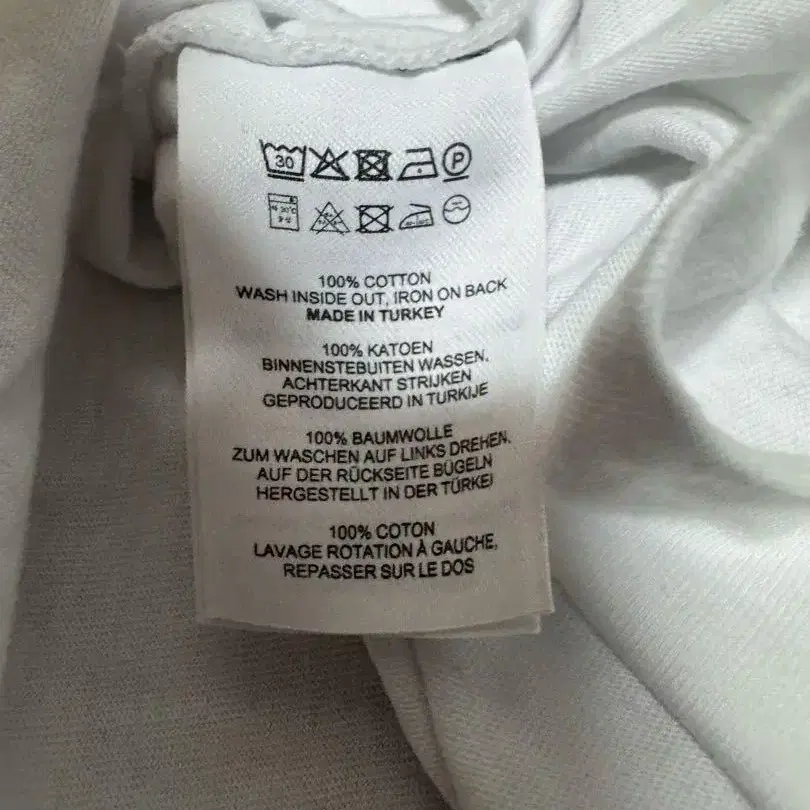 30
P
100% COTTON
WASH INSIDE OUT, IRON ON BACK
MADE IN TURKEY
100% KATOEN
BINNENSTEBUITEN WASSEN.
ACHTERKANT STRIJKEN
GEPRODUCEERD IN TURKIJE
100% BAUMWOLLE
ZUM WASCHEN AUF LINKS DREHEN.
AUF DER RÜCKSEITE BÜGELN
HERGESTELLT IN DER TÜRKEI
100% COTON
LAVAGE ROTATION À GAUCHE,
REPASSER SUR LE DOS